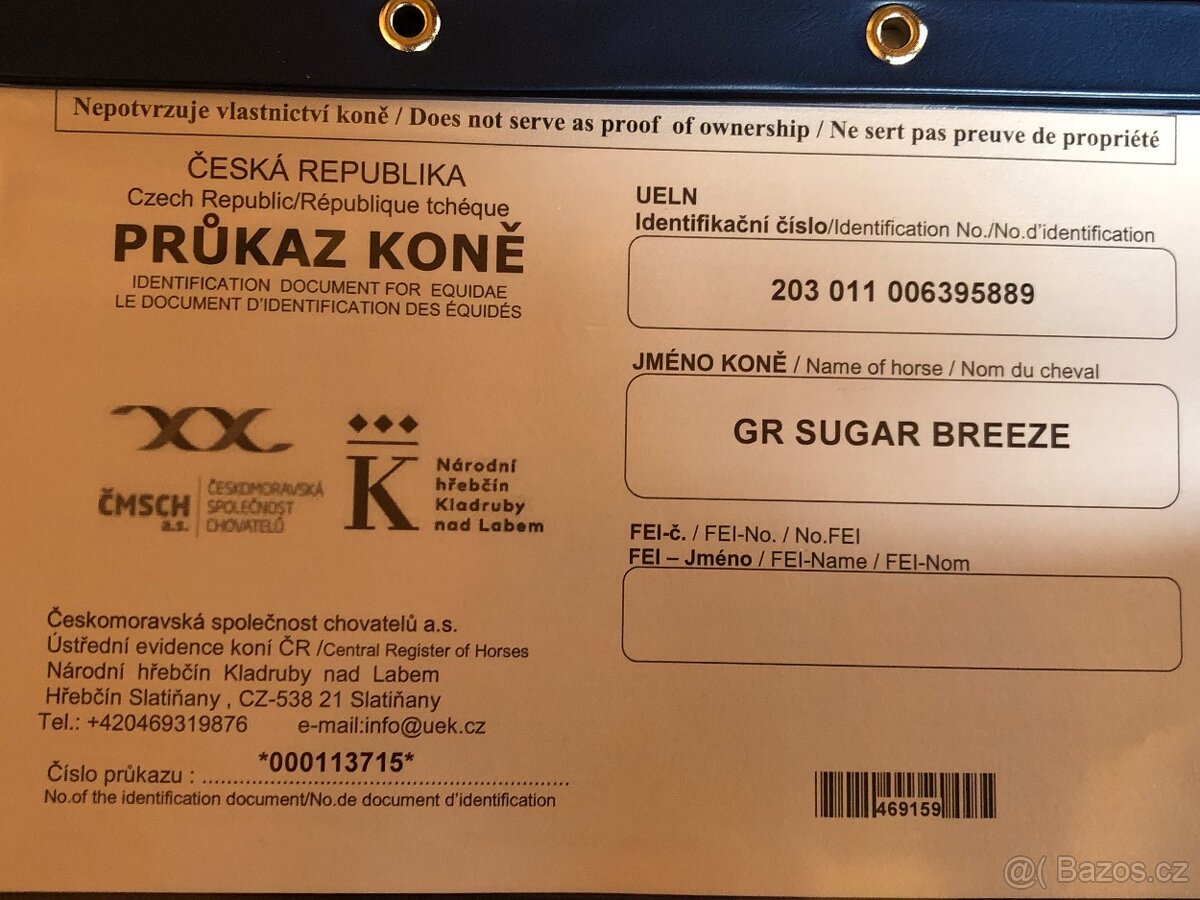 Nepotvrzuje vlastnictví koně / Does not serve as proof of ownership / Ne sert pas preuve de propriété
ČESKÁ REPUBLIKA
Czech Republic/République tchéque
PRŮKAZ KONĚ
IDENTIFICATION DOCUMENT FOR EQUIDAE
LE DOCUMENT D'IDENTIFICATION DES ÉQUIDÉS
ČMSCH
a.s.
ČESKOMORAVSKÁ
SPOLEČNOST
CHOVATELŮ
K
Národní
hřebčín
Kladruby
nad Labem
Českomoravská společnost chovatelů a.s.
Ústřední evidence koní ČR /Central Register of Horses
Národní hřebčín Kladruby nad Labem
Hřebčín Slatiňany , CZ-538 21 Slatiňany
Tel.: +420469319876 e-mail:info@uek.cz
Číslo průkazu : *000113715*
No.of the identification document/No.de document d'identification
UELN
Identifikační číslo/Identification No./No.d'identification
203 011 006395889
JMÉNO KONĚ / Name of horse / Nom du cheval
GR SUGAR BREEZE
FEI-č. / FEI-No. / No.FEI
FEI – Jméno / FEI-Name / FEI-Nom
469159
@( Bazos.cz